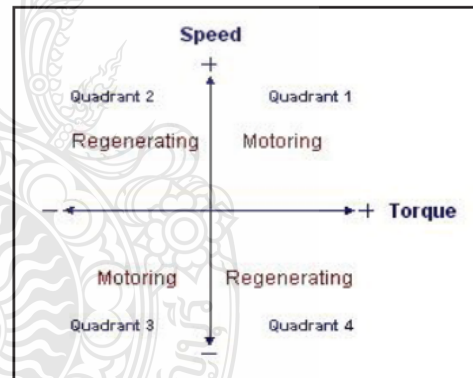 Speed
+
Quadrant 2 Quadrant 1
Regenerating Motoring
− + Torque
Motoring Regenerating
Quadrant 3 Quadrant 4
−